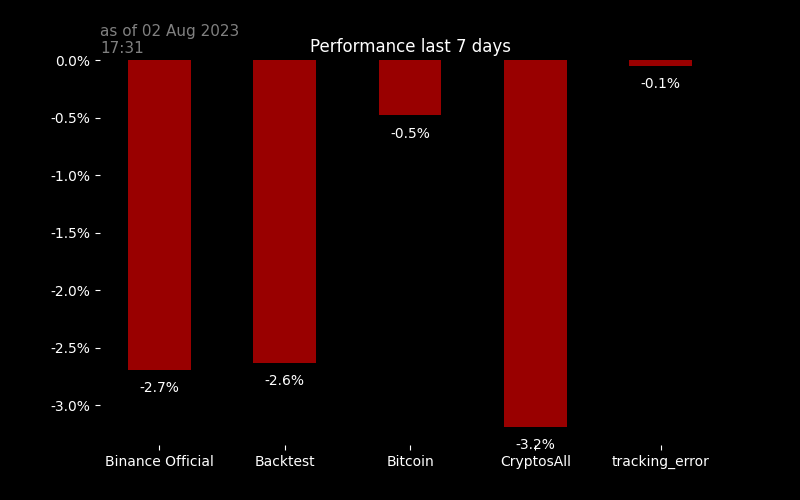 as of 02 Aug 2023
17:31
Performance last 7 days
0.0%
-0.5%
-1.0%
-1.5%
-2.0%
-2.5%
-3.0%
-2.7%
-2.6%
-0.5%
-3.2%
-0.1%
Binance Official
Backtest
Bitcoin
CryptosAll
tracking_error